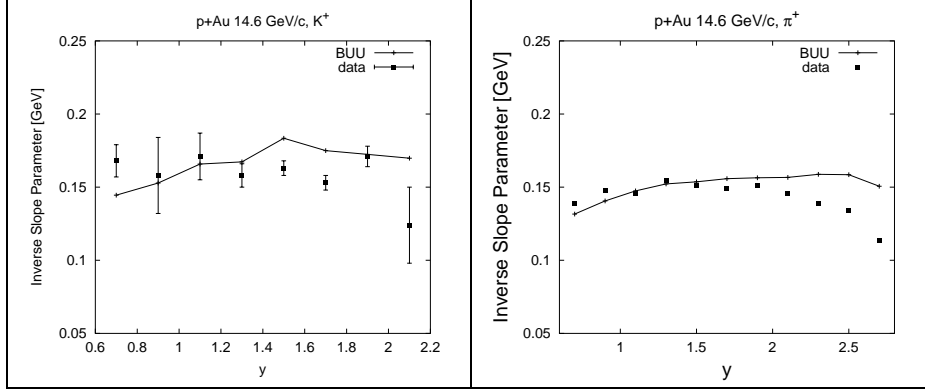 p+Au 14.6 GeV/c, K+
BUU
data
Inverse Slope Parameter [GeV]
0.25
0.2
0.15
0.1
0.05
0.6 0.8 1 1.2 1.4 1.6 1.8 2 2.2
y
p+Au 14.6 GeV/c, π+
BUU
data
Inverse Slope Parameter [GeV]
0.25
0.2
0.15
0.1
0.05
1 1.5 2 2.5
y